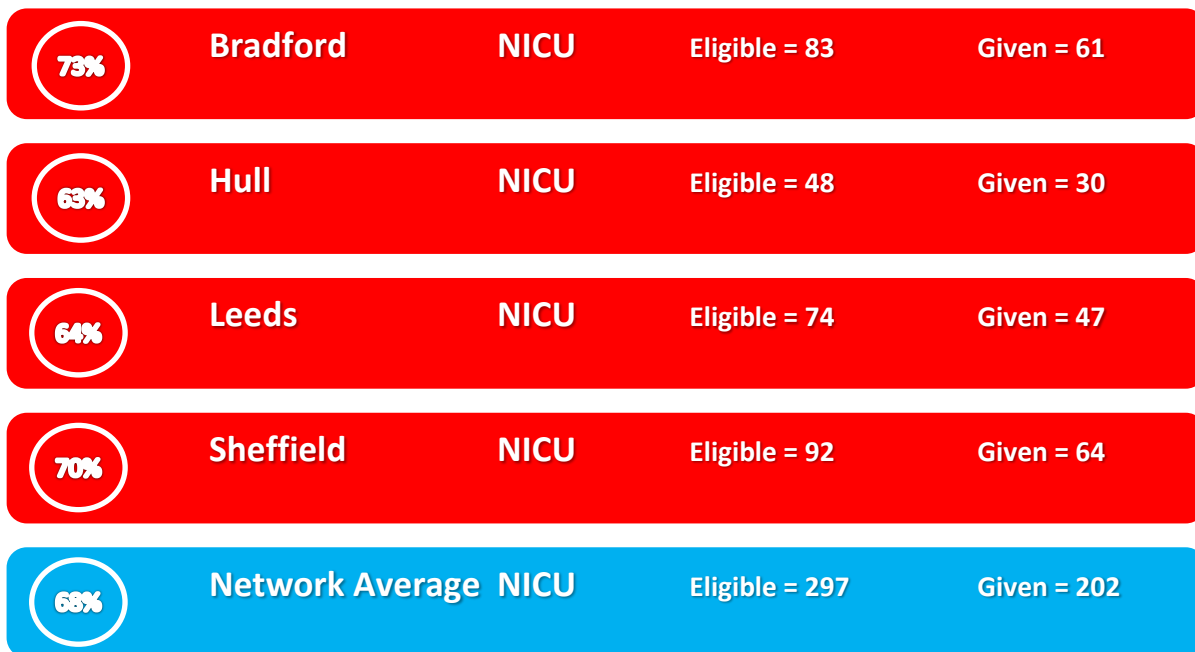 73% Bradford NICU Eligible = 83 Given = 61
63% Hull NICU Eligible = 48 Given = 30
64% Leeds NICU Eligible = 74 Given = 47
70% Sheffield NICU Eligible = 92 Given = 64
68% Network Average NICU Eligible = 297 Given = 202